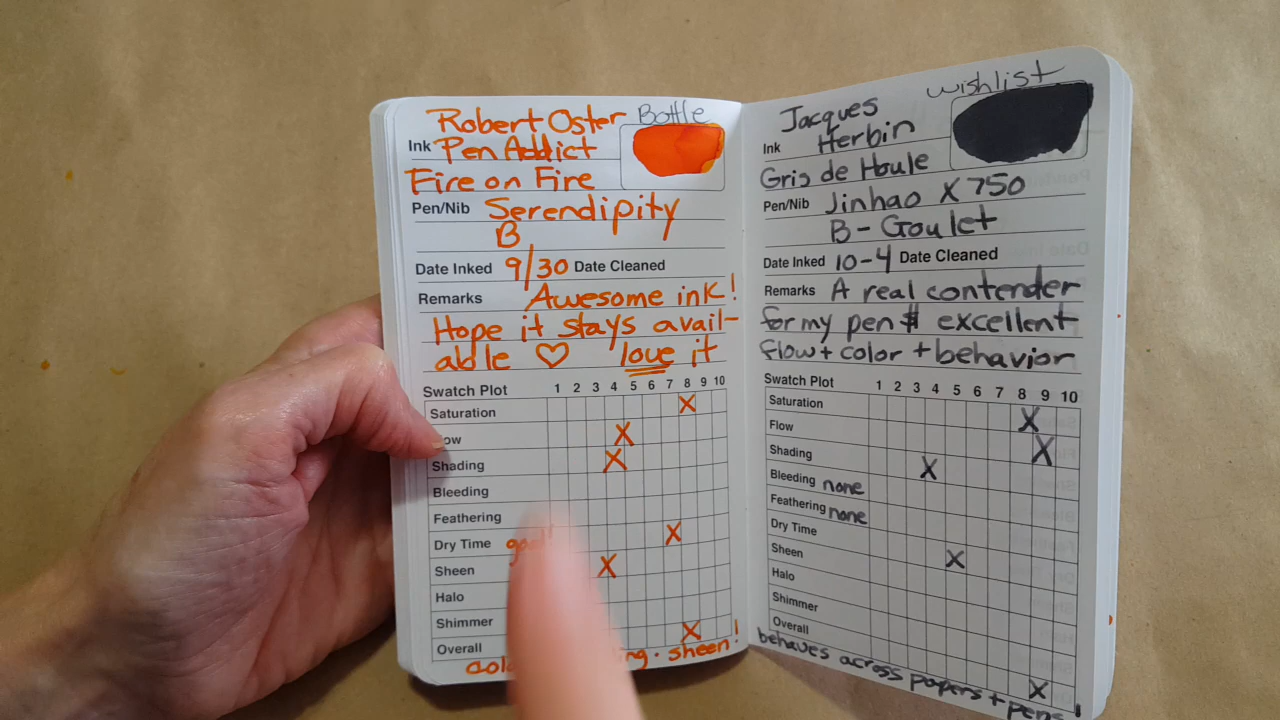 Robert Oster Bottle
Ink Pen Addict
Fire on Fire
Pen/Nib Serendipity
B
Date Inked 9/30 Date Cleaned
Remarks Awesome ink!
Hope it stays avail-
able ♡ love it
Swatch Plot 1 2 3 4 5 6 7 8 9 10
Saturation X
ow X
Shading X
Bleeding
Feathering
Dry Time good! X
Sheen X
Halo
Shimmer
Overall X
sheen!
wishlist
Jacques
Ink Herbin
Gris de Houle
Pen/Nib Jinhao X750
B - Goulet
Date Inked 10-4 Date Cleaned
Remarks A real contender
for my pen # excellent
flow + color + behavior
Swatch Plot 1 2 3 4 5 6 7 8 9 10
Saturation X
Flow X
Shading X
Bleeding none
Feathering none
Dry Time
Sheen X
Halo
Shimmer
Overall X
behaves across papers + pens!